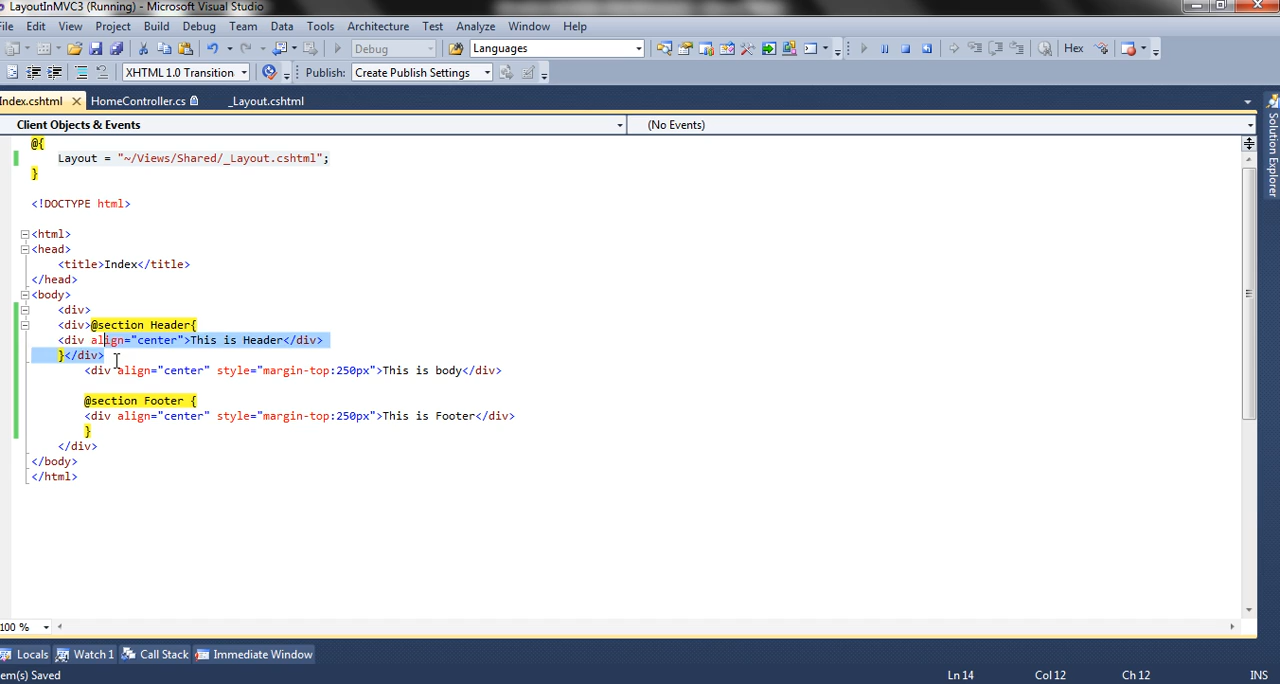 LayoutInMVC3 (Running) - Microsoft Visual Studio
File Edit View Project Build Debug Team Data Tools Architecture Test Analyze Window Help
Debug Languages Hex
XHTML 1.0 Transition Publish: Create Publish Settings
Index.cshtml HomeController.cs _Layout.cshtml
Client Objects & Events (No Events)
Solution Explorer
@{
Layout = "~/Views/Shared/_Layout.cshtml";
}
<!DOCTYPE html>
<html>
<head>
<title>Index</title>
</head>
<body>
<div>
<div>@section Header{
<div align="center">This is Header</div>
}</div>
<div align="center" style="margin-top:250px">This is body</div>
@section Footer {
<div align="center" style="margin-top:250px">This is Footer</div>
}
</div>
</body>
</html>
100 %
Locals Watch 1 Call Stack Immediate Window
em(s) Saved Ln 14 Col 12 Ch 12 INS